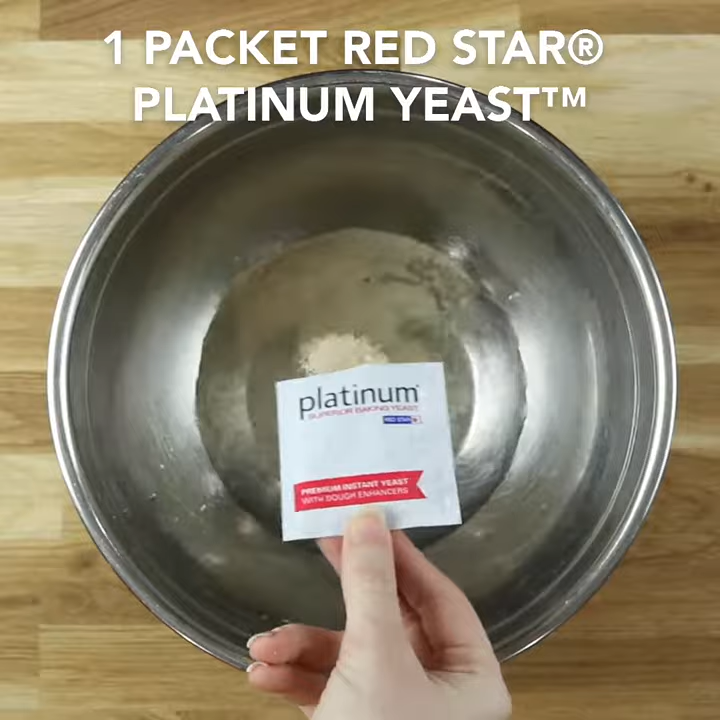 1 PACKET RED STAR®
PLATINUM YEAST™
platinum®
SUPERIOR BAKING YEAST
RED STAR
PREMIUM INSTANT YEAST
WITH DOUGH ENHANCERS